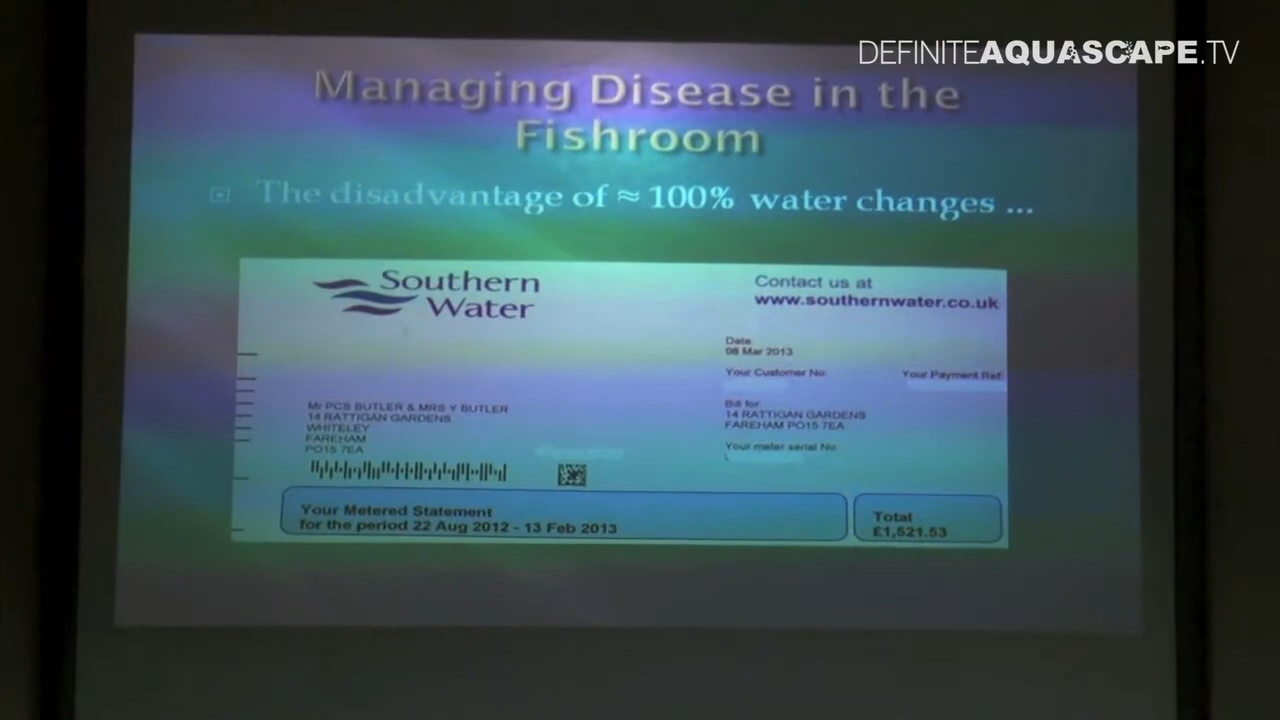 DEFINITEAQUASCAPE.TV
Managing Disease in the
Fishroom
The disadvantage of ≈ 100% water changes ...
Southern
Water
Contact us at
www.southernwater.co.uk
Date:
08 Mar 2013
Your Customer No:
Your Payment Ref:
Mr PCS BUTLER & MRS Y BUTLER
14 RATTIGAN GARDENS
WHITELEY
FAREHAM
PO15 7EA
Bill for:
14 RATTIGAN GARDENS
FAREHAM PO15 7EA
Your meter serial No:
Your Metered Statement
for the period 22 Aug 2012 - 13 Feb 2013
Total
£1,521.53